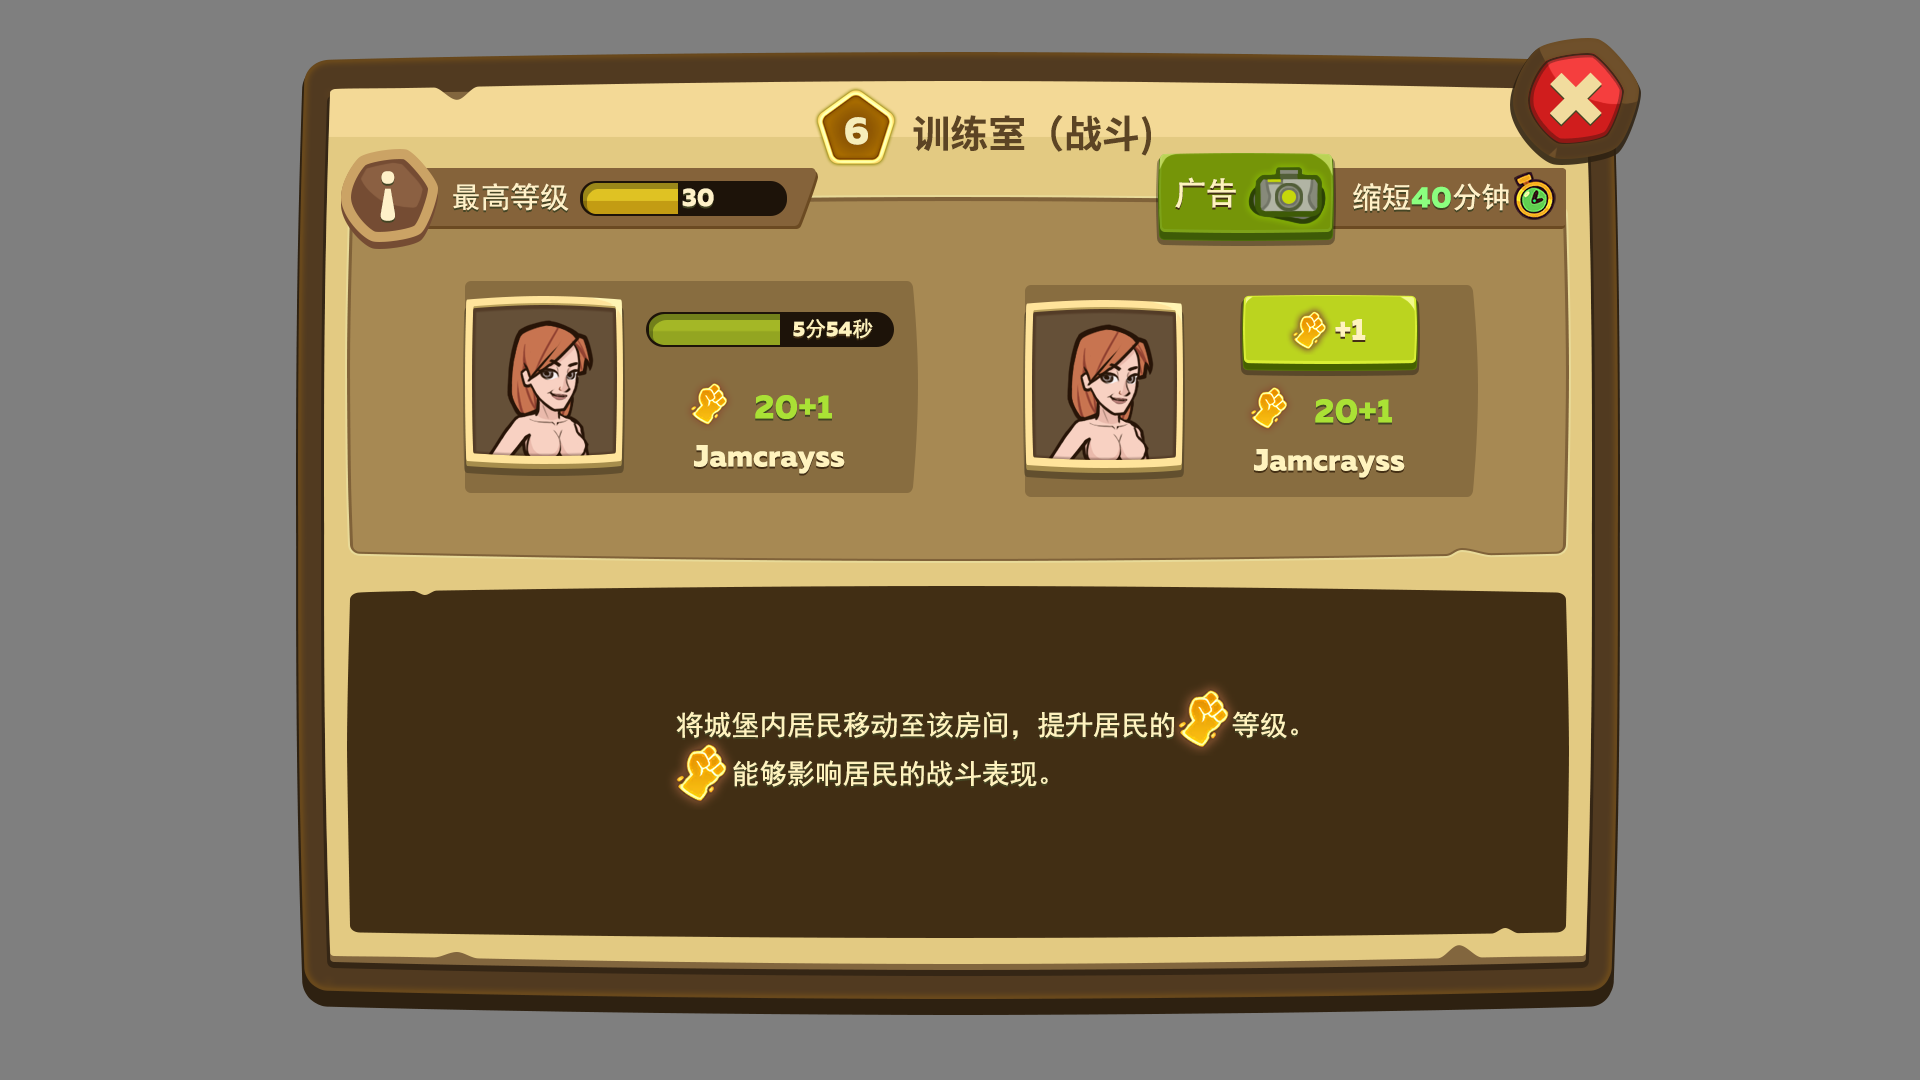 6 训练室（战斗)
最高等级 30
广告 缩短40分钟
5分54秒
20+1
Jamcrayss
+1
20+1
Jamcrayss
将城堡内居民移动至该房间，提升居民的等级。
能够影响居民的战斗表现。